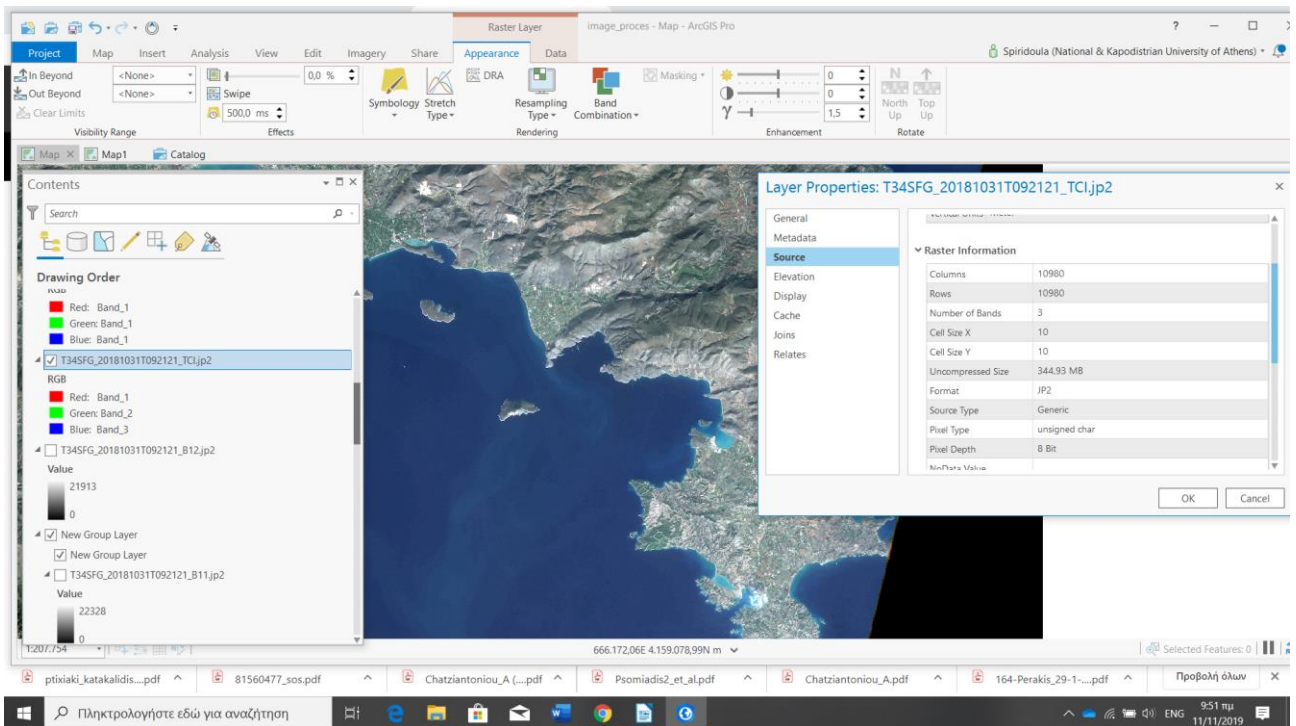 Raster Layer
image_proces - Map - ArcGIS Pro
?
Project Map Insert Analysis View Edit Imagery Share Appearance Data
Spiridoula (National & Kapodistrian University of Athens)
In Beyond <None>
Out Beyond <None>
Clear Limits
Visibility Range
0,0 %
Swipe
500,0 ms
Effects
Symbology
Stretch Type
DRA
Resampling Type
Band Combination
Masking
Rendering
0
0
γ 1,5
Enhancement
North Up
Top Up
Rotate
Map Map1 Catalog
Contents
Search
Drawing Order
RGB
Red: Band_1
Green: Band_1
Blue: Band_1
T34SFG_20181031T092121_TCI.jp2
RGB
Red: Band_1
Green: Band_2
Blue: Band_3
T34SFG_20181031T092121_B12.jp2
Value
21913
0
New Group Layer
New Group Layer
T34SFG_20181031T092121_B11.jp2
Value
22328
0
Layer Properties: T34SFG_20181031T092121_TCI.jp2
General
Metadata
Source
Elevation
Display
Cache
Joins
Relates
Vertical Units Meter
Raster Information
Columns 10980
Rows 10980
Number of Bands 3
Cell Size X 10
Cell Size Y 10
Uncompressed Size 344,93 MB
Format JP2
Source Type Generic
Pixel Type unsigned char
Pixel Depth 8 Bit
NoData Value
OK Cancel
1:207.754
666.172,06E 4.159.078,99N m
Selected Features: 0
ptixiaki_katakalidis....pdf
81560477_sos.pdf
Chatziantoniou_A (....pdf
Psomiadis2_et_al.pdf
Chatziantoniou_A.pdf
164-Perakis_29-1-....pdf
Προβολή όλων
Πληκτρολογήστε εδώ για αναζήτηση
ENG
9:51 πμ
11/11/2019